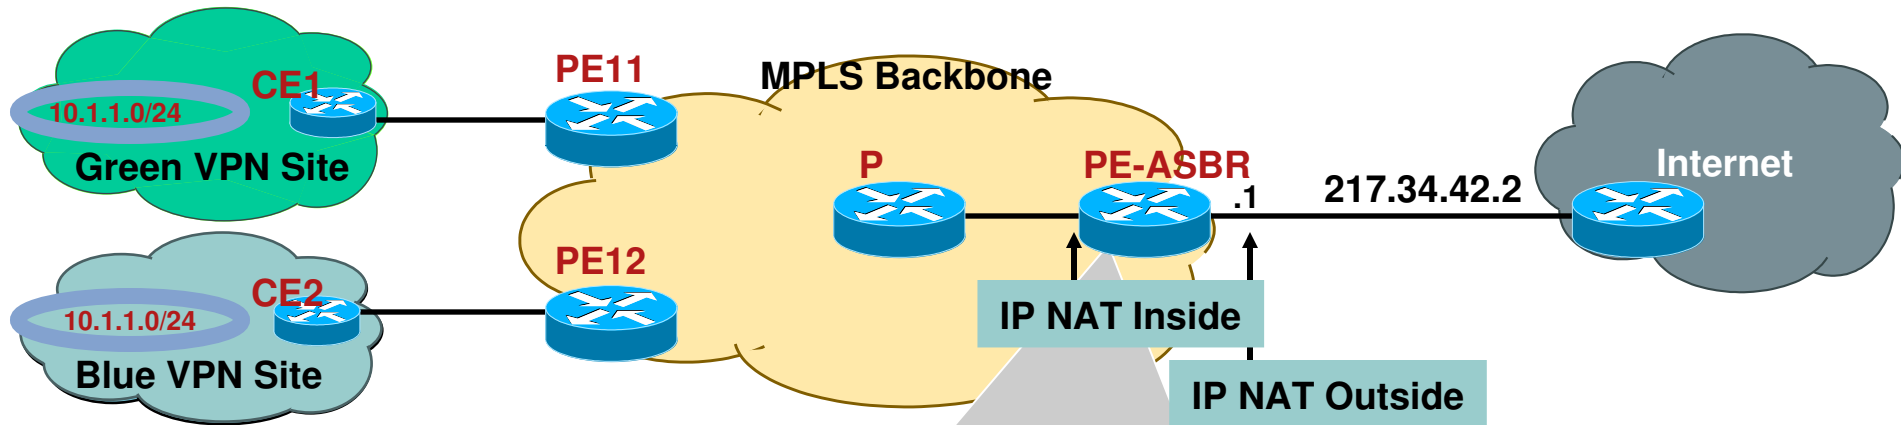 CE1
10.1.1.0/24
Green VPN Site
PE11
MPLS Backbone
P
PE-ASBR
.1
217.34.42.2
Internet
CE2
10.1.1.0/24
Blue VPN Site
PE12
IP NAT Inside
IP NAT Outside